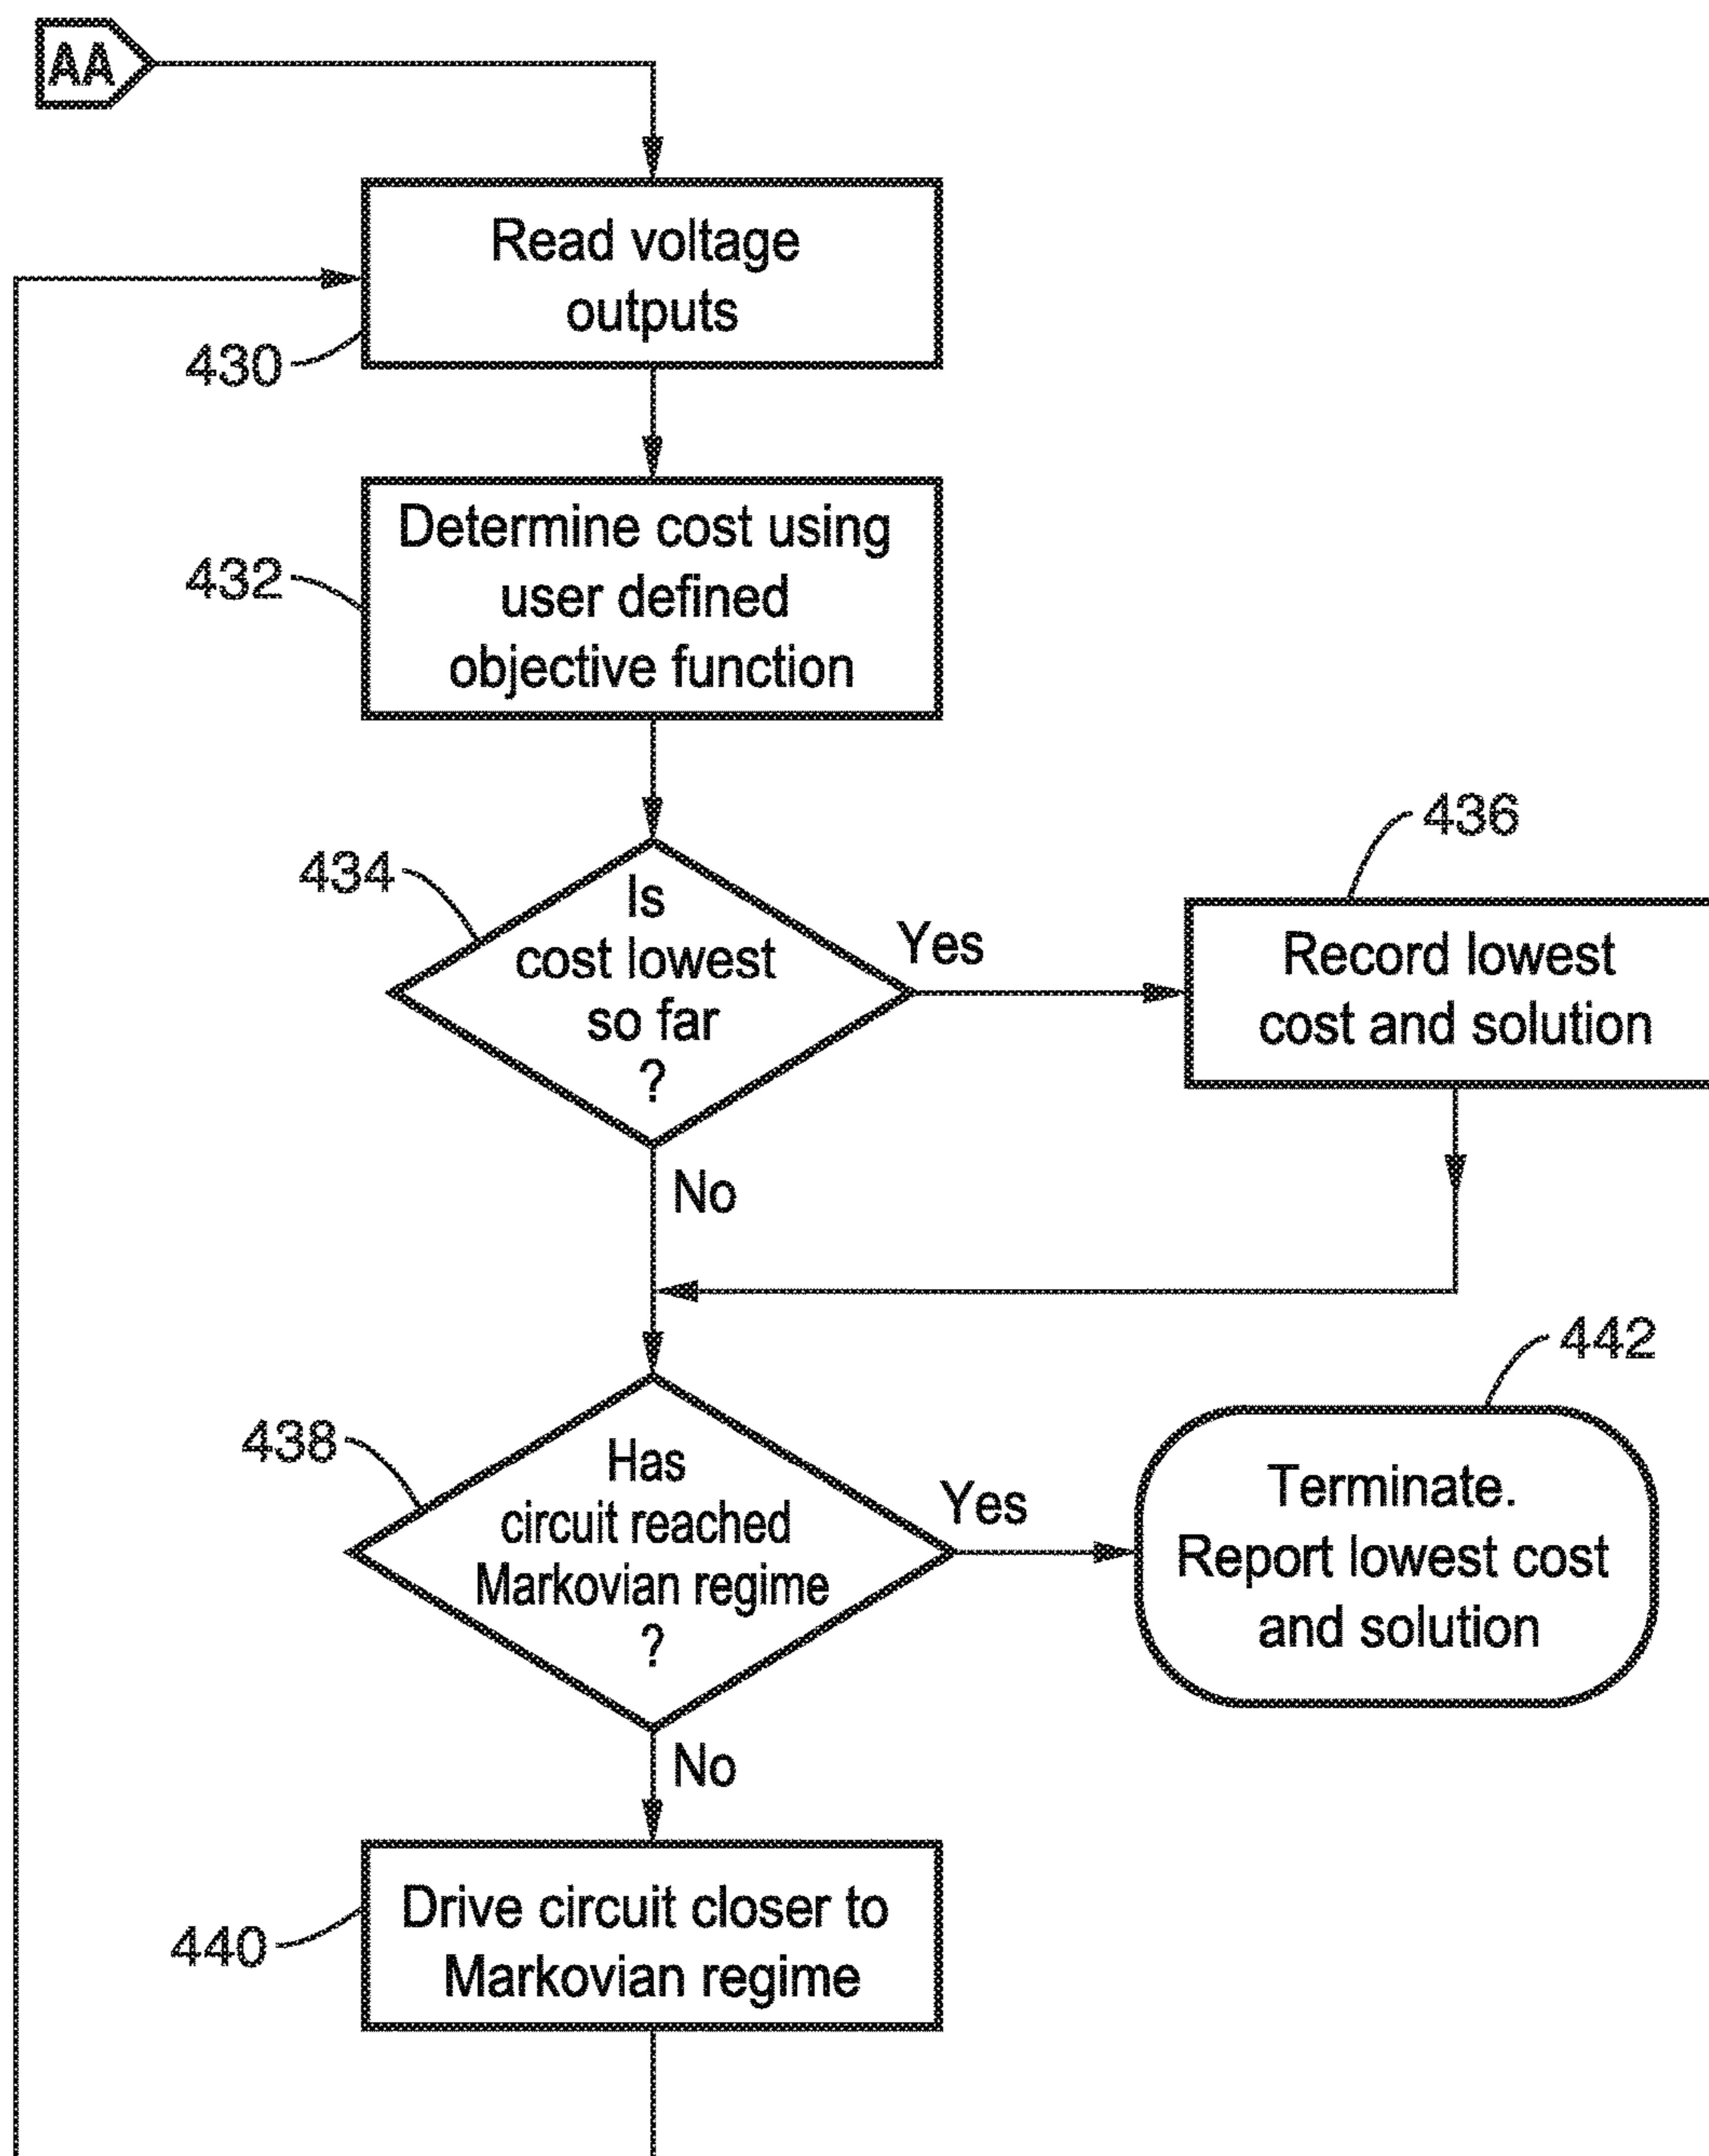 AA
Read voltage
outputs
430
Determine cost using
user defined
objective function
432
434
Is
cost lowest
so far
?
Yes
436
Record lowest
cost and solution
No
438
Has
circuit reached
Markovian regime
?
Yes
442
Terminate.
Report lowest cost
and solution
No
440
Drive circuit closer to
Markovian regime